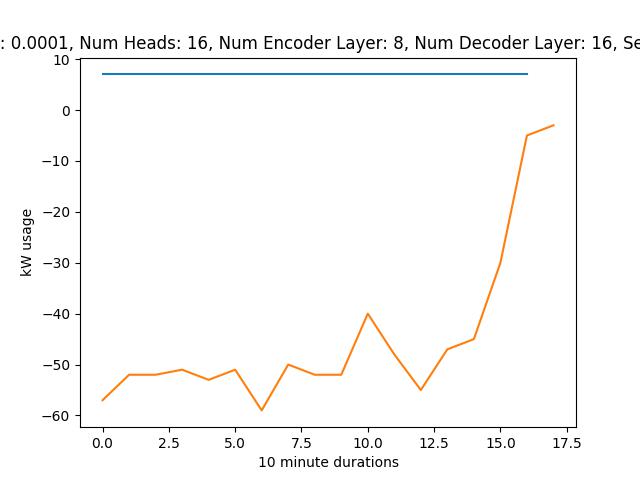 : 0.0001, Num Heads: 16, Num Encoder Layer: 8, Num Decoder Layer: 16, Se
10
0
−10
−20
−30
−40
−50
−60
kW usage
0.0 2.5 5.0 7.5 10.0 12.5 15.0 17.5
10 minute durations